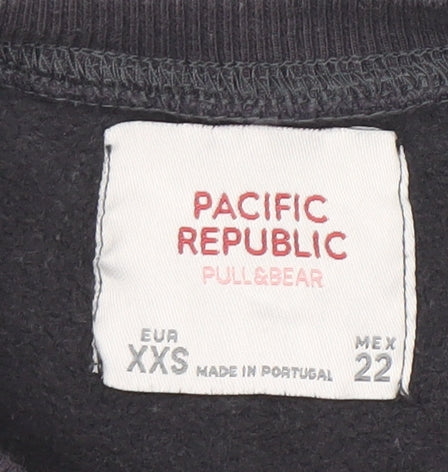 PACIFIC
REPUBLIC
PULL&BEAR
EUR
XXS
MADE IN PORTUGAL
MEX
22